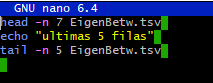 GNU nano 6.4
head -n 7 EigenBetw.tsv
echo "ultimas 5 filas"
tail -n 5 EigenBetw.tsv